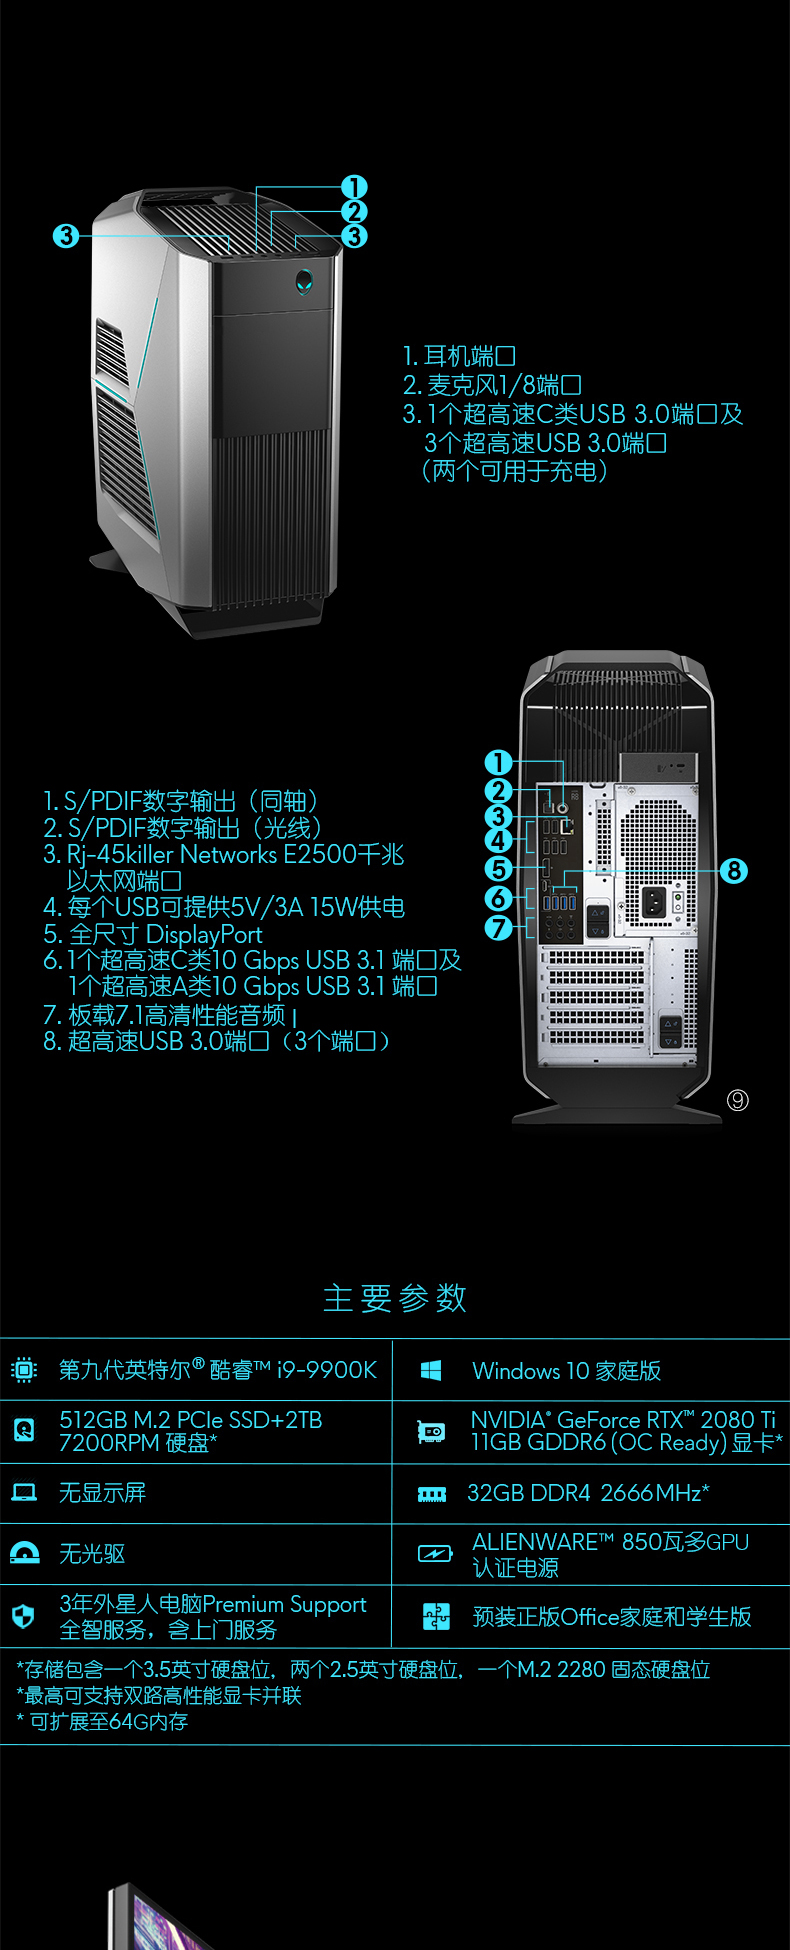 1
2
3
3
1. 耳机端口
2. 麦克风1/8端口
3. 1个超高速C类USB 3.0端口及
3个超高速USB 3.0端口
（两个可用于充电）
1
2
3
4
5
6
7
8
1. S/PDIF数字输出（同轴）
2. S/PDIF数字输出（光线）
3. Rj-45killer Networks E2500千兆
以太网端口
4. 每个USB可提供5V/3A 15W供电
5. 全尺寸 DisplayPort
6. 1个超高速C类10 Gbps USB 3.1 端口及
1个超高速A类10 Gbps USB 3.1 端口
7. 板载7.1高清性能音频 |
8. 超高速USB 3.0端口（3个端口）
⑨
主要参数
第九代英特尔® 酷睿™ i9-9900K
Windows 10 家庭版
512GB M.2 PCIe SSD+2TB
7200RPM 硬盘*
NVIDIA® GeForce RTX™ 2080 Ti
11GB GDDR6 (OC Ready) 显卡*
无显示屏
32GB DDR4 2666MHz*
无光驱
ALIENWARE™ 850瓦多GPU
认证电源
3年外星人电脑Premium Support
全智服务，含上门服务
预装正版Office家庭和学生版
*存储包含一个3.5英寸硬盘位，两个2.5英寸硬盘位，一个M.2 2280 固态硬盘位
*最高可支持双路高性能显卡并联
* 可扩展至64G内存